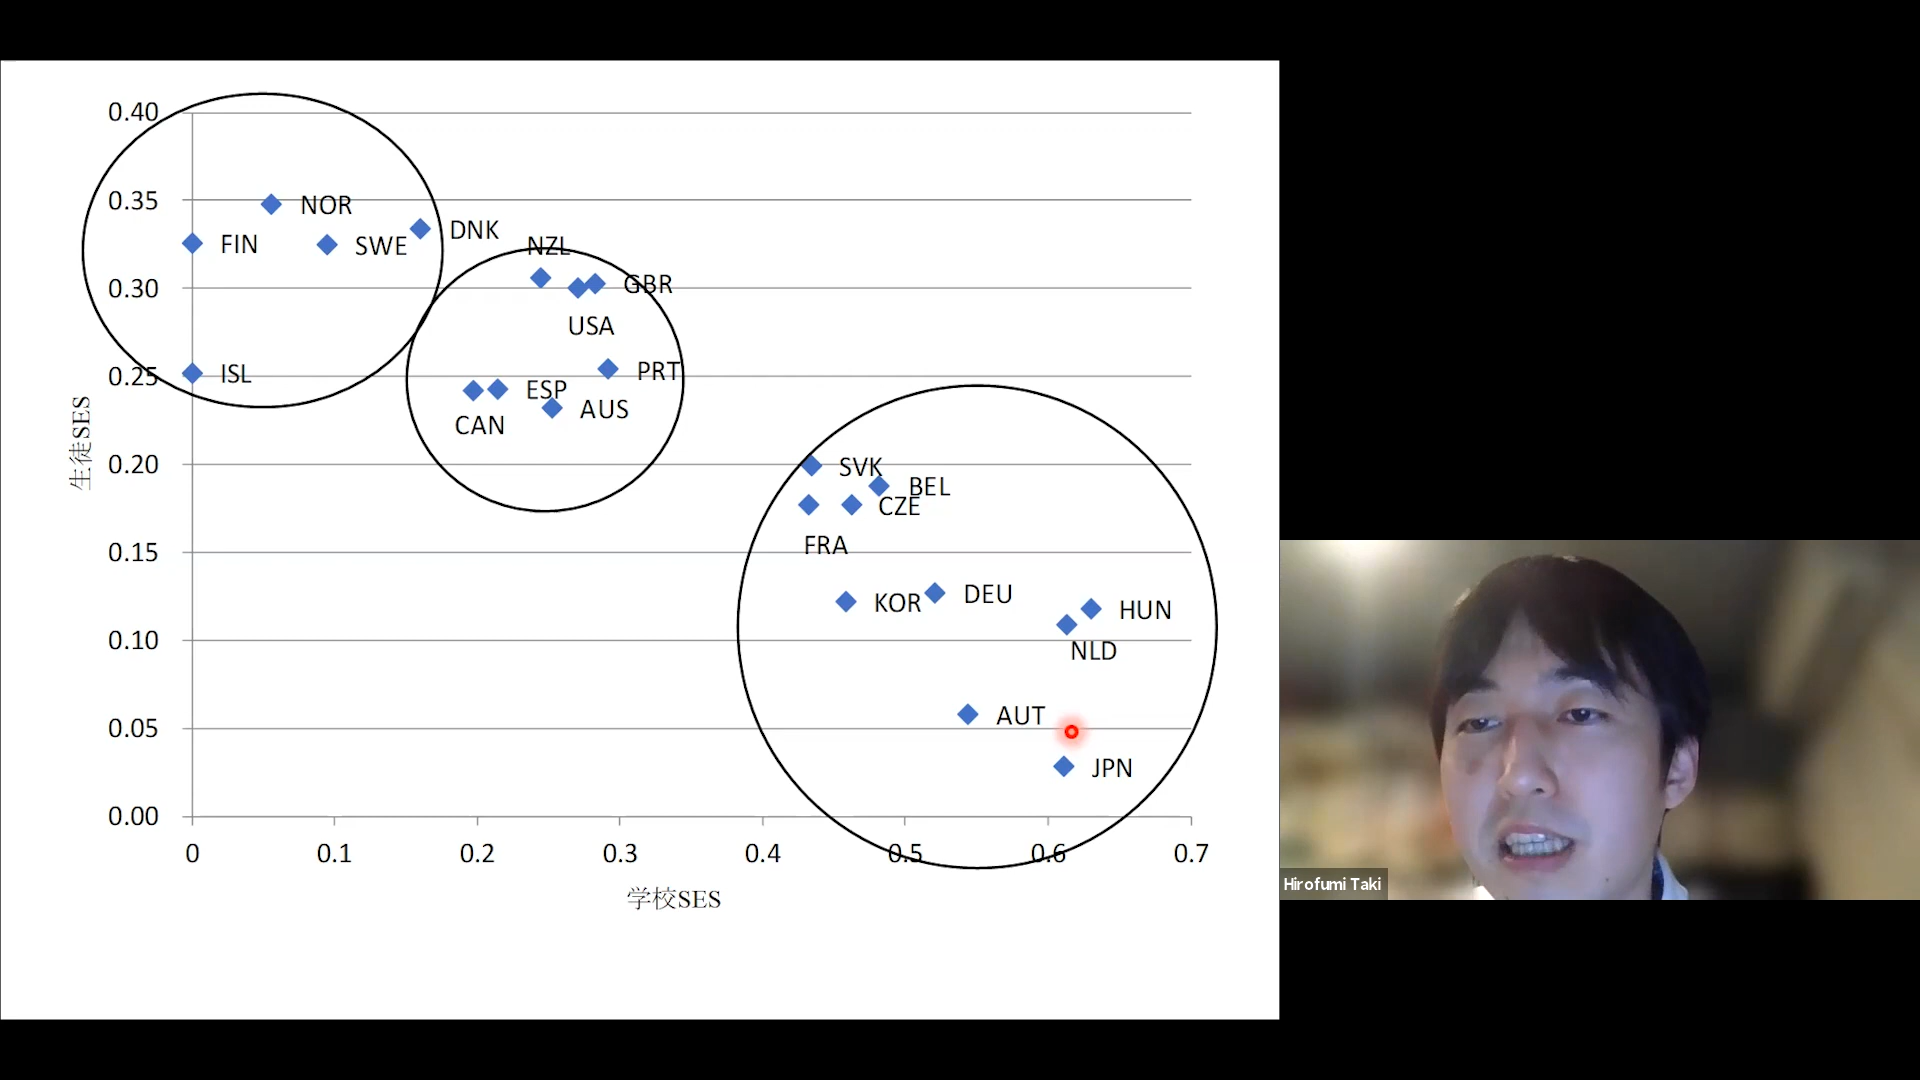 0.40
0.35
NOR
DNK
FIN
SWE
NZL
0.30
GBR
USA
0.25
ISL
PRT
ESP
AUS
CAN
生徒SES
0.20
SVK
BEL
CZE
0.15
FRA
KOR
DEU
HUN
0.10
NLD
0.05
AUT
JPN
0.00
0 0.1 0.2 0.3 0.4 0.5 0.6 0.7
学校SES
Hirofumi Taki